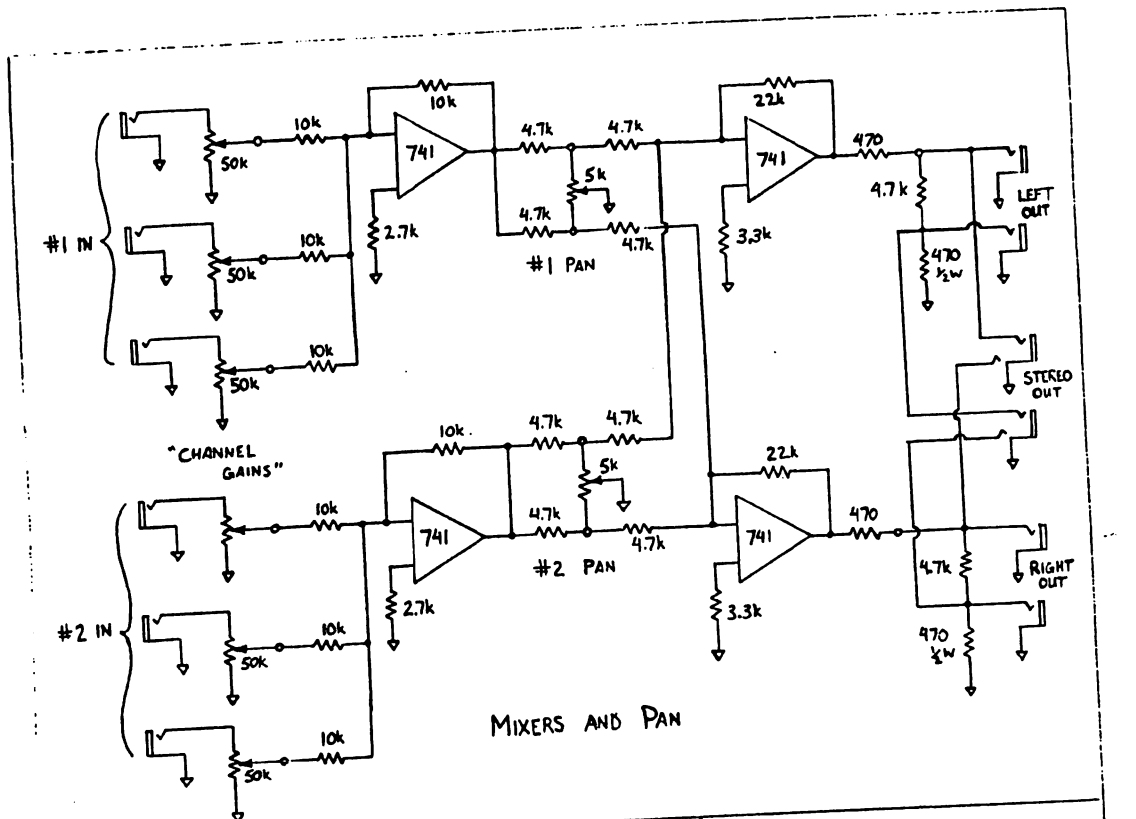 10k
22k
10k
4.7k
4.7k
470
741
741
50k
5k
4.7k
LEFT
OUT
#1 IN
10k
2.7k
4.7k
4.7k
3.3k
50k
#1 PAN
470
½W
10k
50k
STEREO
OUT
"CHANNEL
GAINS"
10k
4.7k
4.7k
5k
22k
10k
741
4.7k
4.7k
741
470
#2 PAN
4.7k
RIGHT
OUT
2.7k
3.3k
#2 IN
10k
50k
470
½W
10k
50k
MIXERS AND PAN